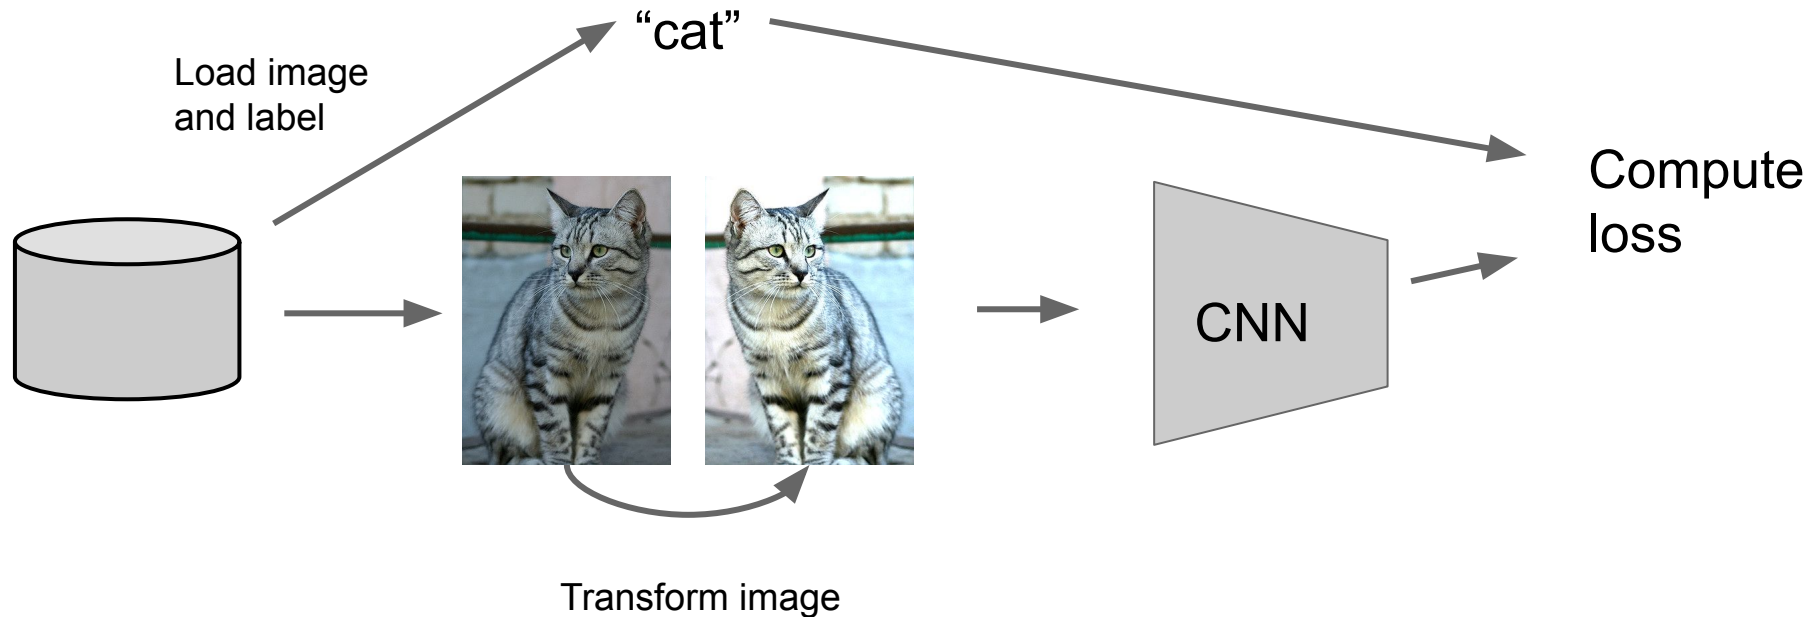 “cat”
Load image
and label
Compute
loss
CNN
Transform image